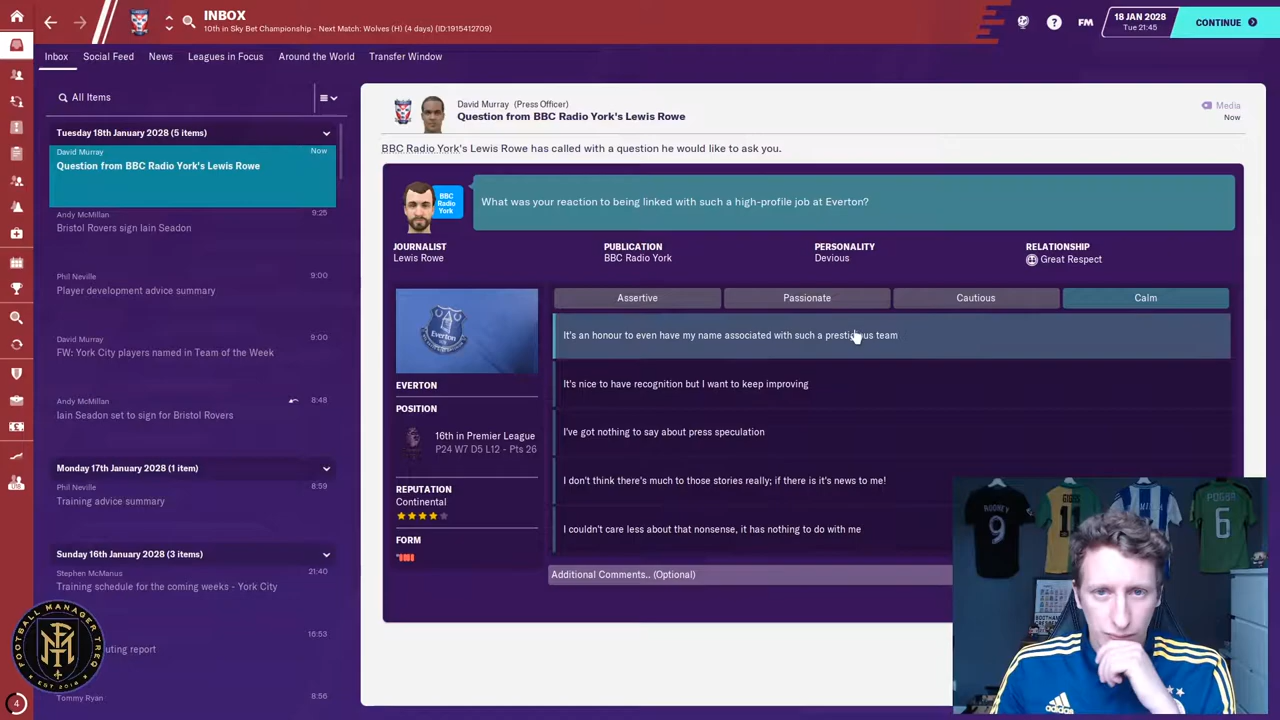 INBOX
10th in Sky Bet Championship - Next Match: Wolves (H) (4 days) (ID:1915412709)
FM
18 JAN 2028
Tue 21:45
CONTINUE
Inbox
Social Feed
News
Leagues in Focus
Around the World
Transfer Window
All Items
Tuesday 18th January 2028 (5 items)
David Murray
Now
Question from BBC Radio York's Lewis Rowe
Andy McMillan
9:25
Bristol Rovers sign Iain Seadon
Phil Neville
9:00
Player development advice summary
David Murray
9:00
FW: York City players named in Team of the Week
Andy McMillan
8:48
Iain Seadon set to sign for Bristol Rovers
Monday 17th January 2028 (1 item)
Phil Neville
8:59
Training advice summary
Sunday 16th January 2028 (3 items)
Stephen McManus
21:40
Training schedule for the coming weeks - York City
16:53
outing report
Tommy Ryan
8:56
4
FOOTBALL MANAGER TREQ
EST 2018
David Murray (Press Officer)
Question from BBC Radio York's Lewis Rowe
Media
Now
BBC Radio York's Lewis Rowe has called with a question he would like to ask you.
BBC
Radio
York
What was your reaction to being linked with such a high-profile job at Everton?
JOURNALIST
Lewis Rowe
PUBLICATION
BBC Radio York
PERSONALITY
Devious
RELATIONSHIP
Great Respect
Assertive
Passionate
Cautious
Calm
It's an honour to even have my name associated with such a prestigious team
It's nice to have recognition but I want to keep improving
I've got nothing to say about press speculation
I don't think there's much to those stories really; if there is it's news to me!
I couldn't care less about that nonsense, it has nothing to do with me
Additional Comments.. (Optional)
Everton
EVERTON
POSITION
16th in Premier League
P24 W7 D5 L12 - Pts 26
REPUTATION
Continental
FORM
ROONEY
9
GIGGS
1
POGBA
6